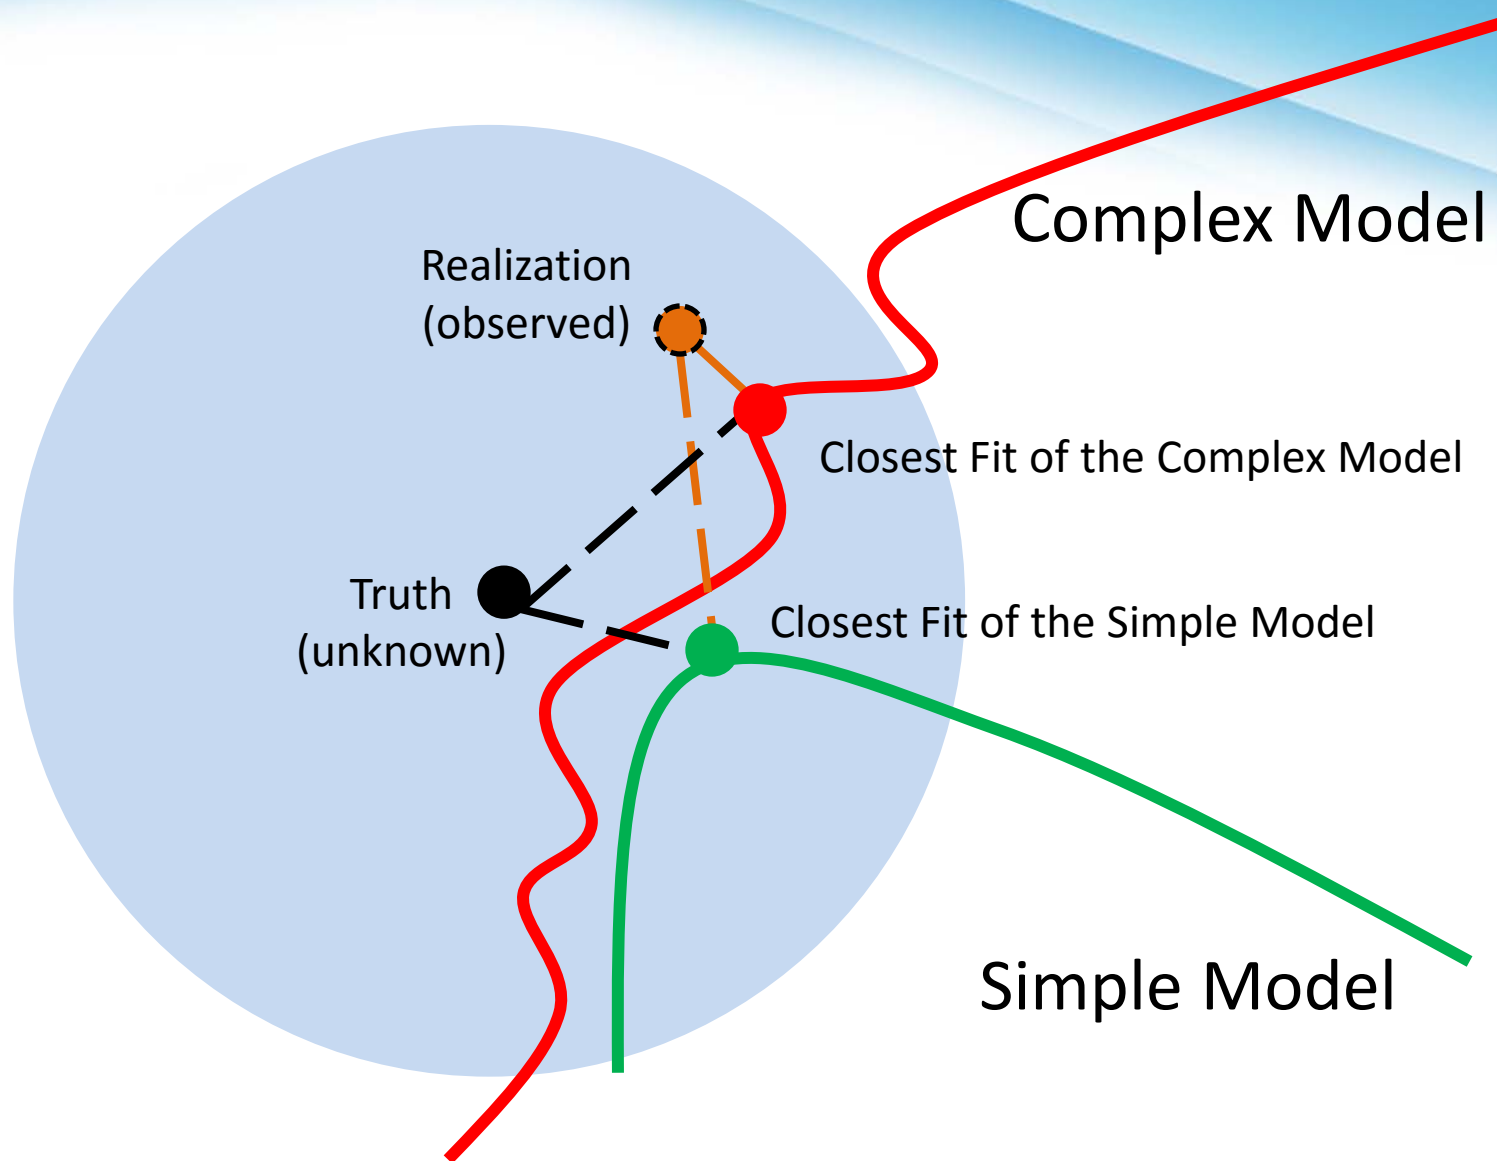 Complex Model
Realization
(observed)
Closest Fit of the Complex Model
Truth
(unknown)
Closest Fit of the Simple Model
Simple Model